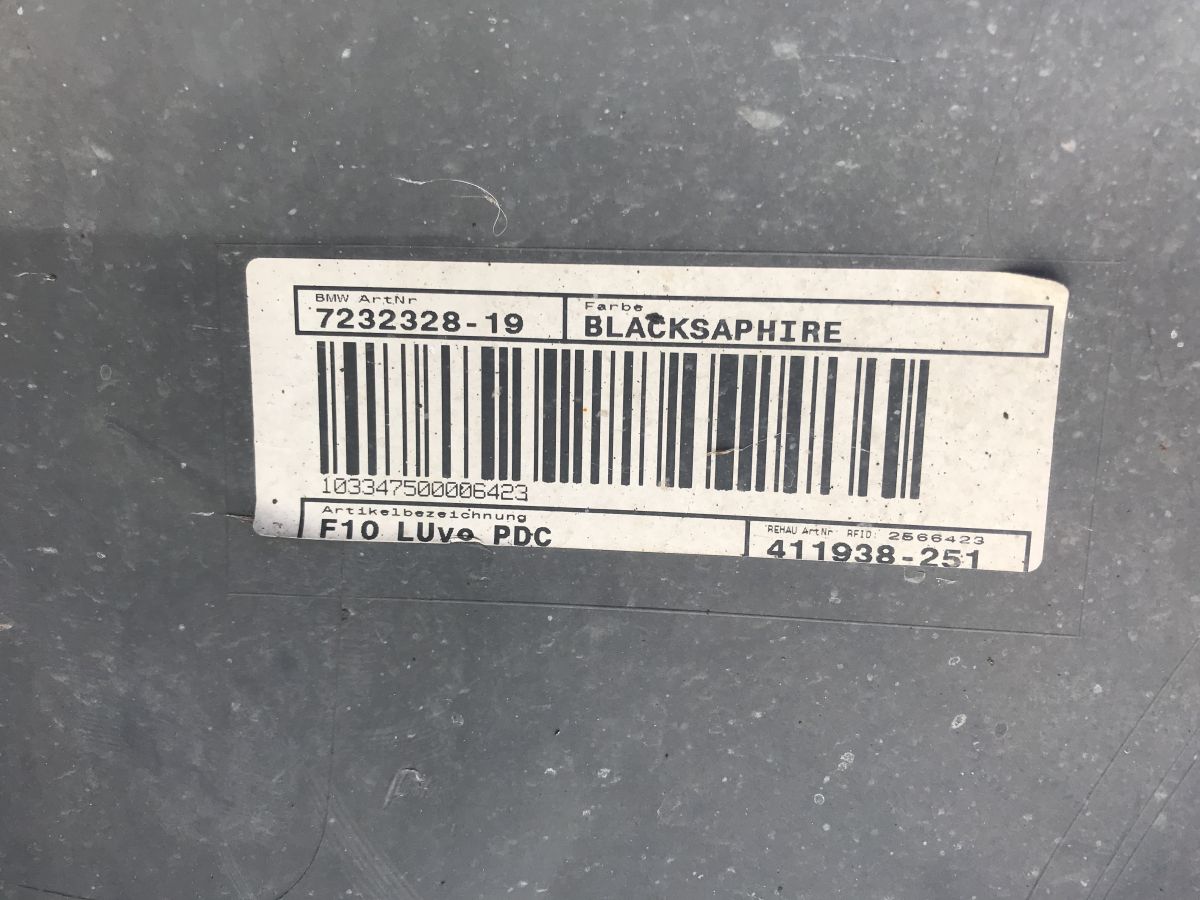 BMW ArtNr
7232328-19
Farbe
BLACKSAPHIRE
103347500006423
Artikelbezeichnung
F10 LUvo PDC
REHAU ArtNr RFID: 2566423
411938-251